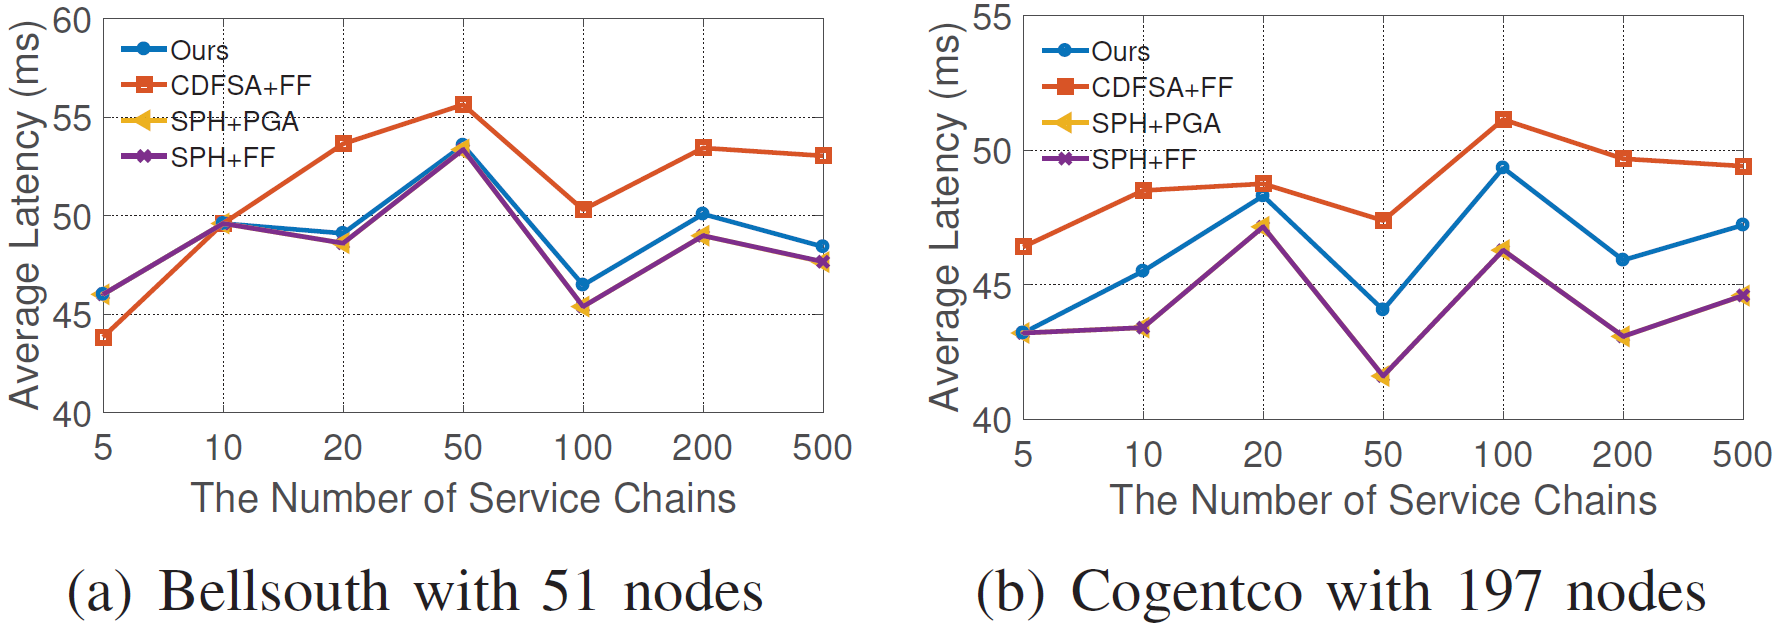 Average Latency (ms)
60
55
50
45
40
Ours
CDFSA+FF
SPH+PGA
SPH+FF
5 10 20 50 100 200 500
The Number of Service Chains
(a) Bellsouth with 51 nodes
Average Latency (ms)
55
50
45
40
Ours
CDFSA+FF
SPH+PGA
SPH+FF
5 10 20 50 100 200 500
The Number of Service Chains
(b) Cogentco with 197 nodes